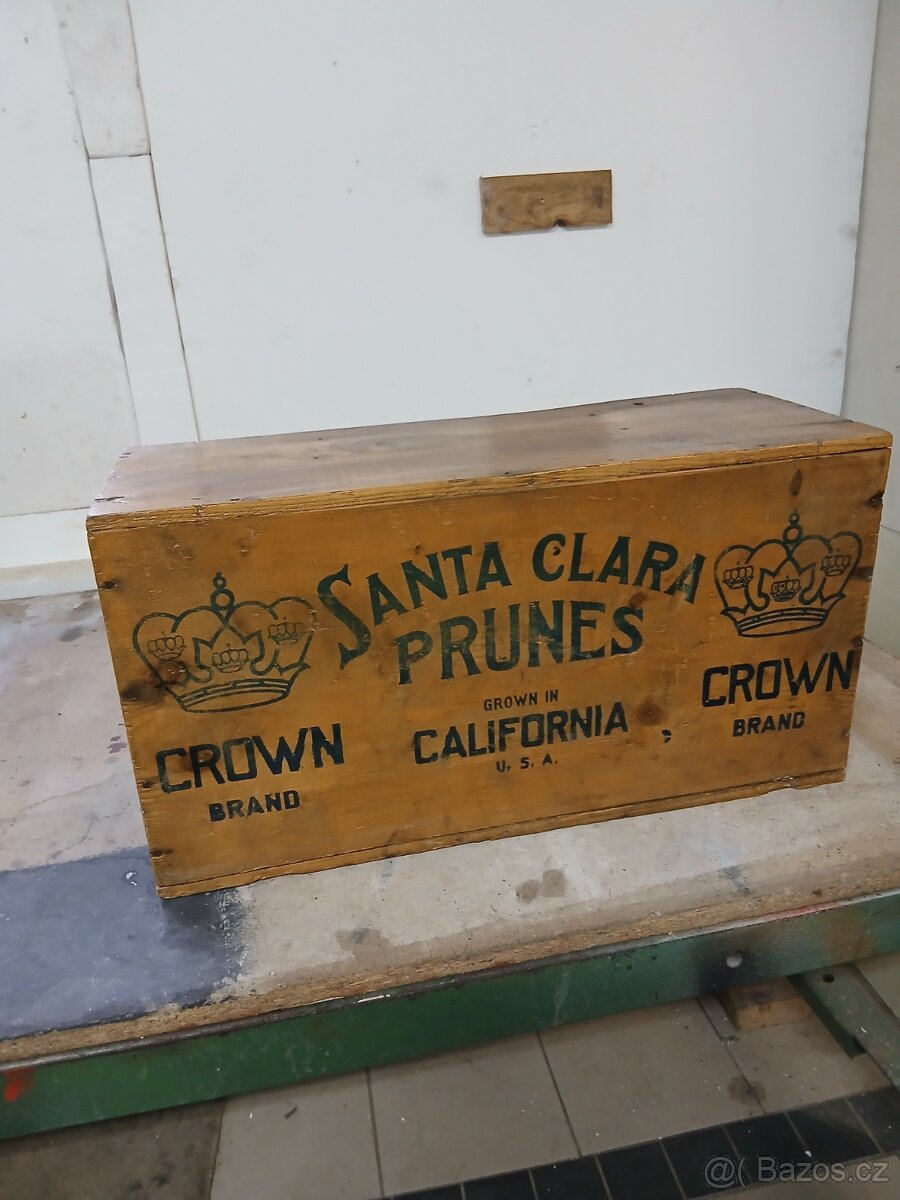 SANTA CLARA
PRUNES
GROWN IN
CALIFORNIA
U. S. A.
CROWN
BRAND
CROWN
BRAND
@( Bazos.cz